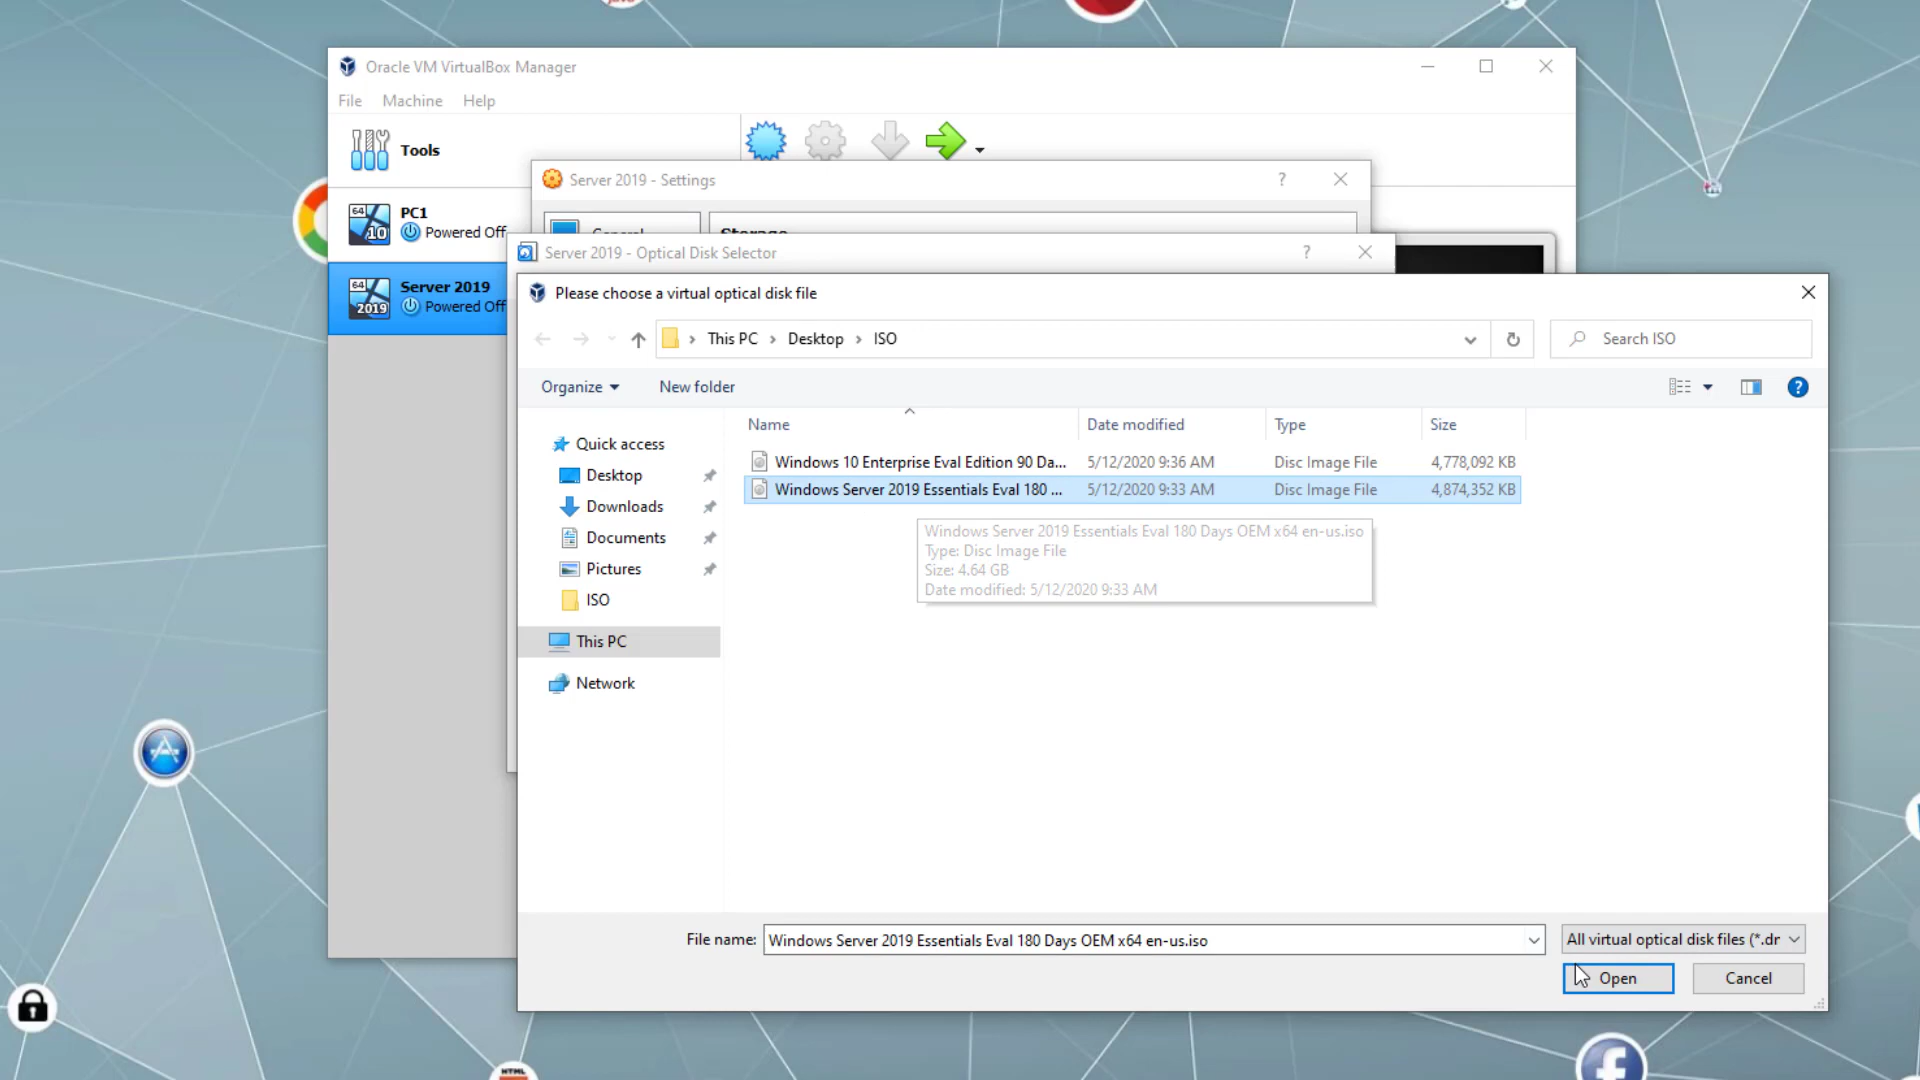 Oracle VM VirtualBox Manager
File Machine Help
Tools
Server 2019 - Settings
?
64
10
PC1
Powered Off
General
Storage
Server 2019 - Optical Disk Selector
?
64
2019
Server 2019
Powered Off
Please choose a virtual optical disk file
This PC > Desktop > ISO
Search ISO
Organize
New folder
?
Name Date modified Type Size
Quick access
Desktop
Downloads
Documents
Pictures
ISO
This PC
Network
Windows 10 Enterprise Eval Edition 90 Da... 5/12/2020 9:36 AM Disc Image File 4,778,092 KB
Windows Server 2019 Essentials Eval 180 ... 5/12/2020 9:33 AM Disc Image File 4,874,352 KB
Windows Server 2019 Essentials Eval 180 Days OEM x64 en-us.iso
Type: Disc Image File
Size: 4.64 GB
Date modified: 5/12/2020 9:33 AM
File name: Windows Server 2019 Essentials Eval 180 Days OEM x64 en-us.iso
All virtual optical disk files (*.dr
Open
Cancel
HTML